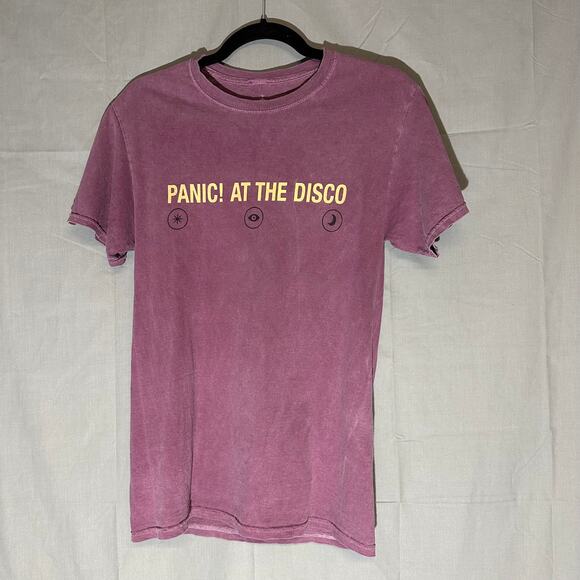 PANIC! AT THE DISCO